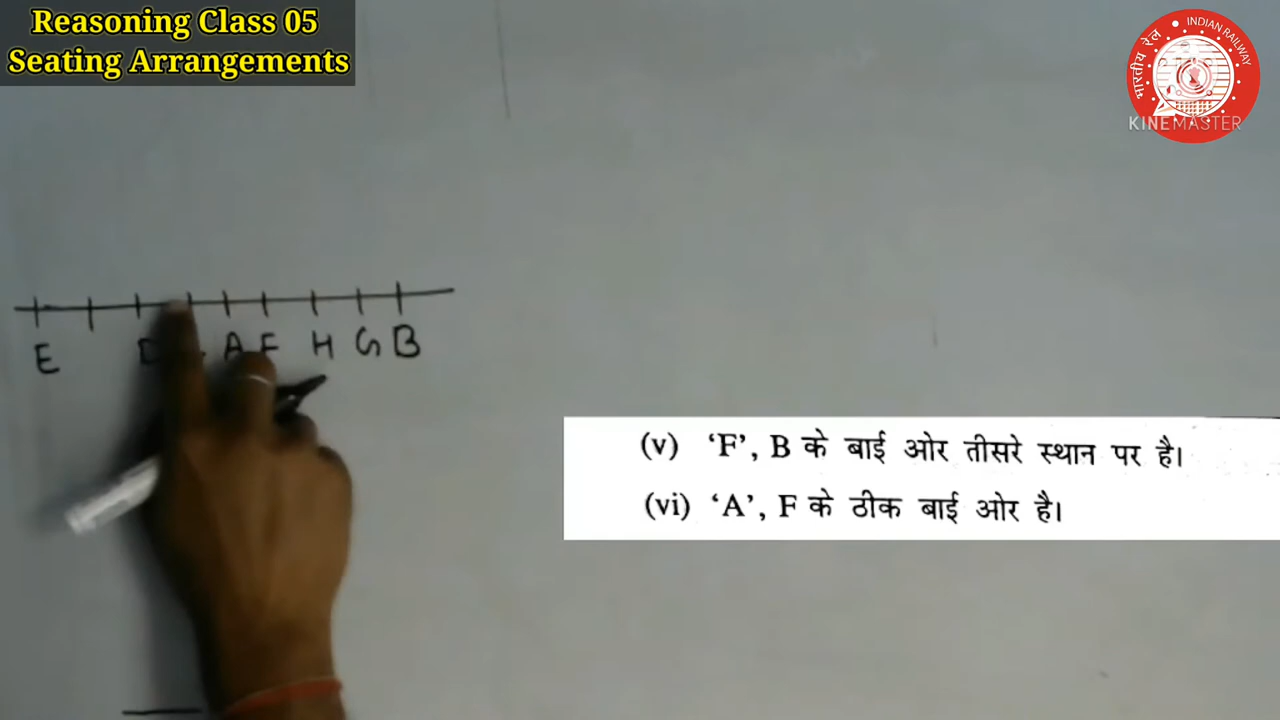 Reasoning Class 05
Seating Arrangements
भारतीय रेल
INDIAN RAILWAY
KINEMASTER
E A F H G B
(v) ‘F’, B के बाई ओर तीसरे स्थान पर है।
(vi) ‘A’, F के ठीक बाई ओर है।